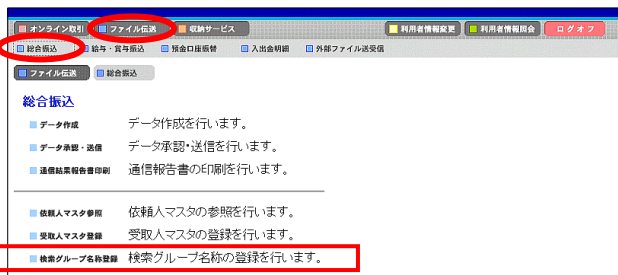 オンライン取引 ファイル伝送 収納サービス 利用者情報変更 利用者情報照会 ログオフ
総合振込 給与・賞与振込 預金口座振替 入出金明細 外部ファイル送受信
ファイル伝送 総合振込
総合振込
データ作成 データ作成を行います。
データ承認・送信 データ承認・送信を行います。
通信結果報告書印刷 通信報告書の印刷を行います。
依頼人マスタ参照 依頼人マスタの参照を行います。
受取人マスタ登録 受取人マスタの登録を行います。
検索グループ名称登録 検索グループ名称の登録を行います。